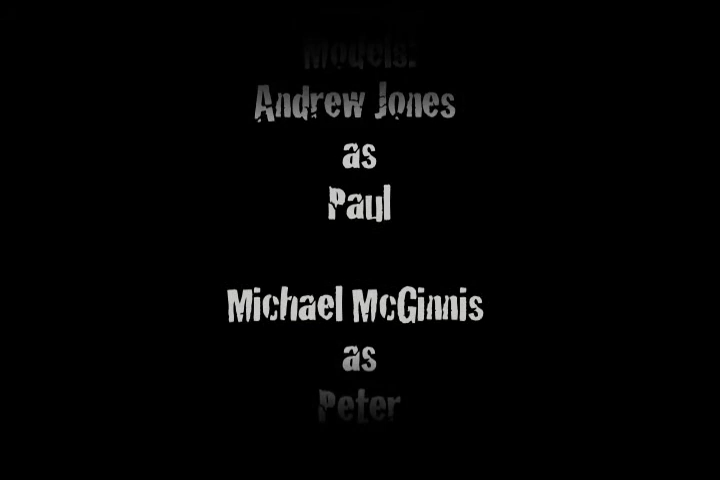 Models:
Andrew Jones
as
Paul
Michael McGinnis
as
Peter